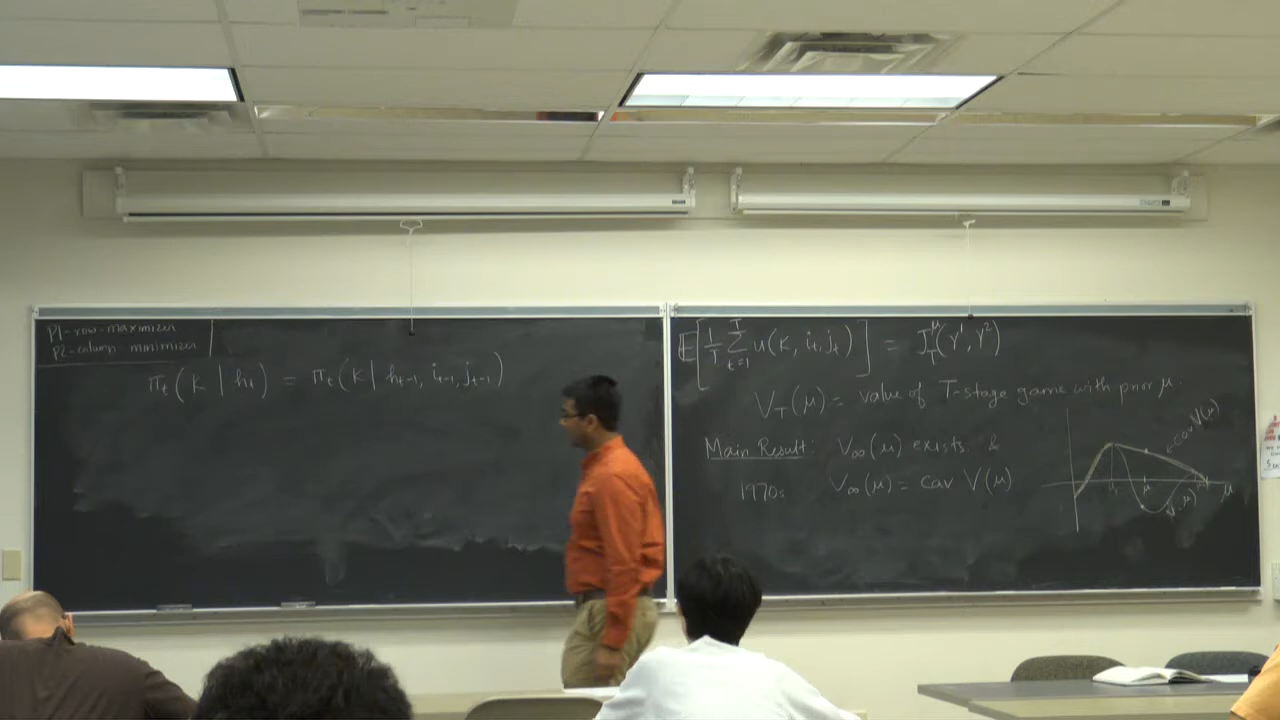 P1-row-maximizer
P2-column-minimizer
π_t(K | h_t) = π_t(K | h_{t-1}, i_{t-1}, j_{t-1})
E[1/T Σ_{t=1}^{T} u(K, i_t, j_t)] = J_T^μ(γ^1, γ^2)
V_T(μ) = value of T-stage game with prior μ.
Main Result: V_∞(μ) exists &
1970s V_∞(μ) = Cav V(μ)
Cav V(μ)
μ
V(μ)
μ